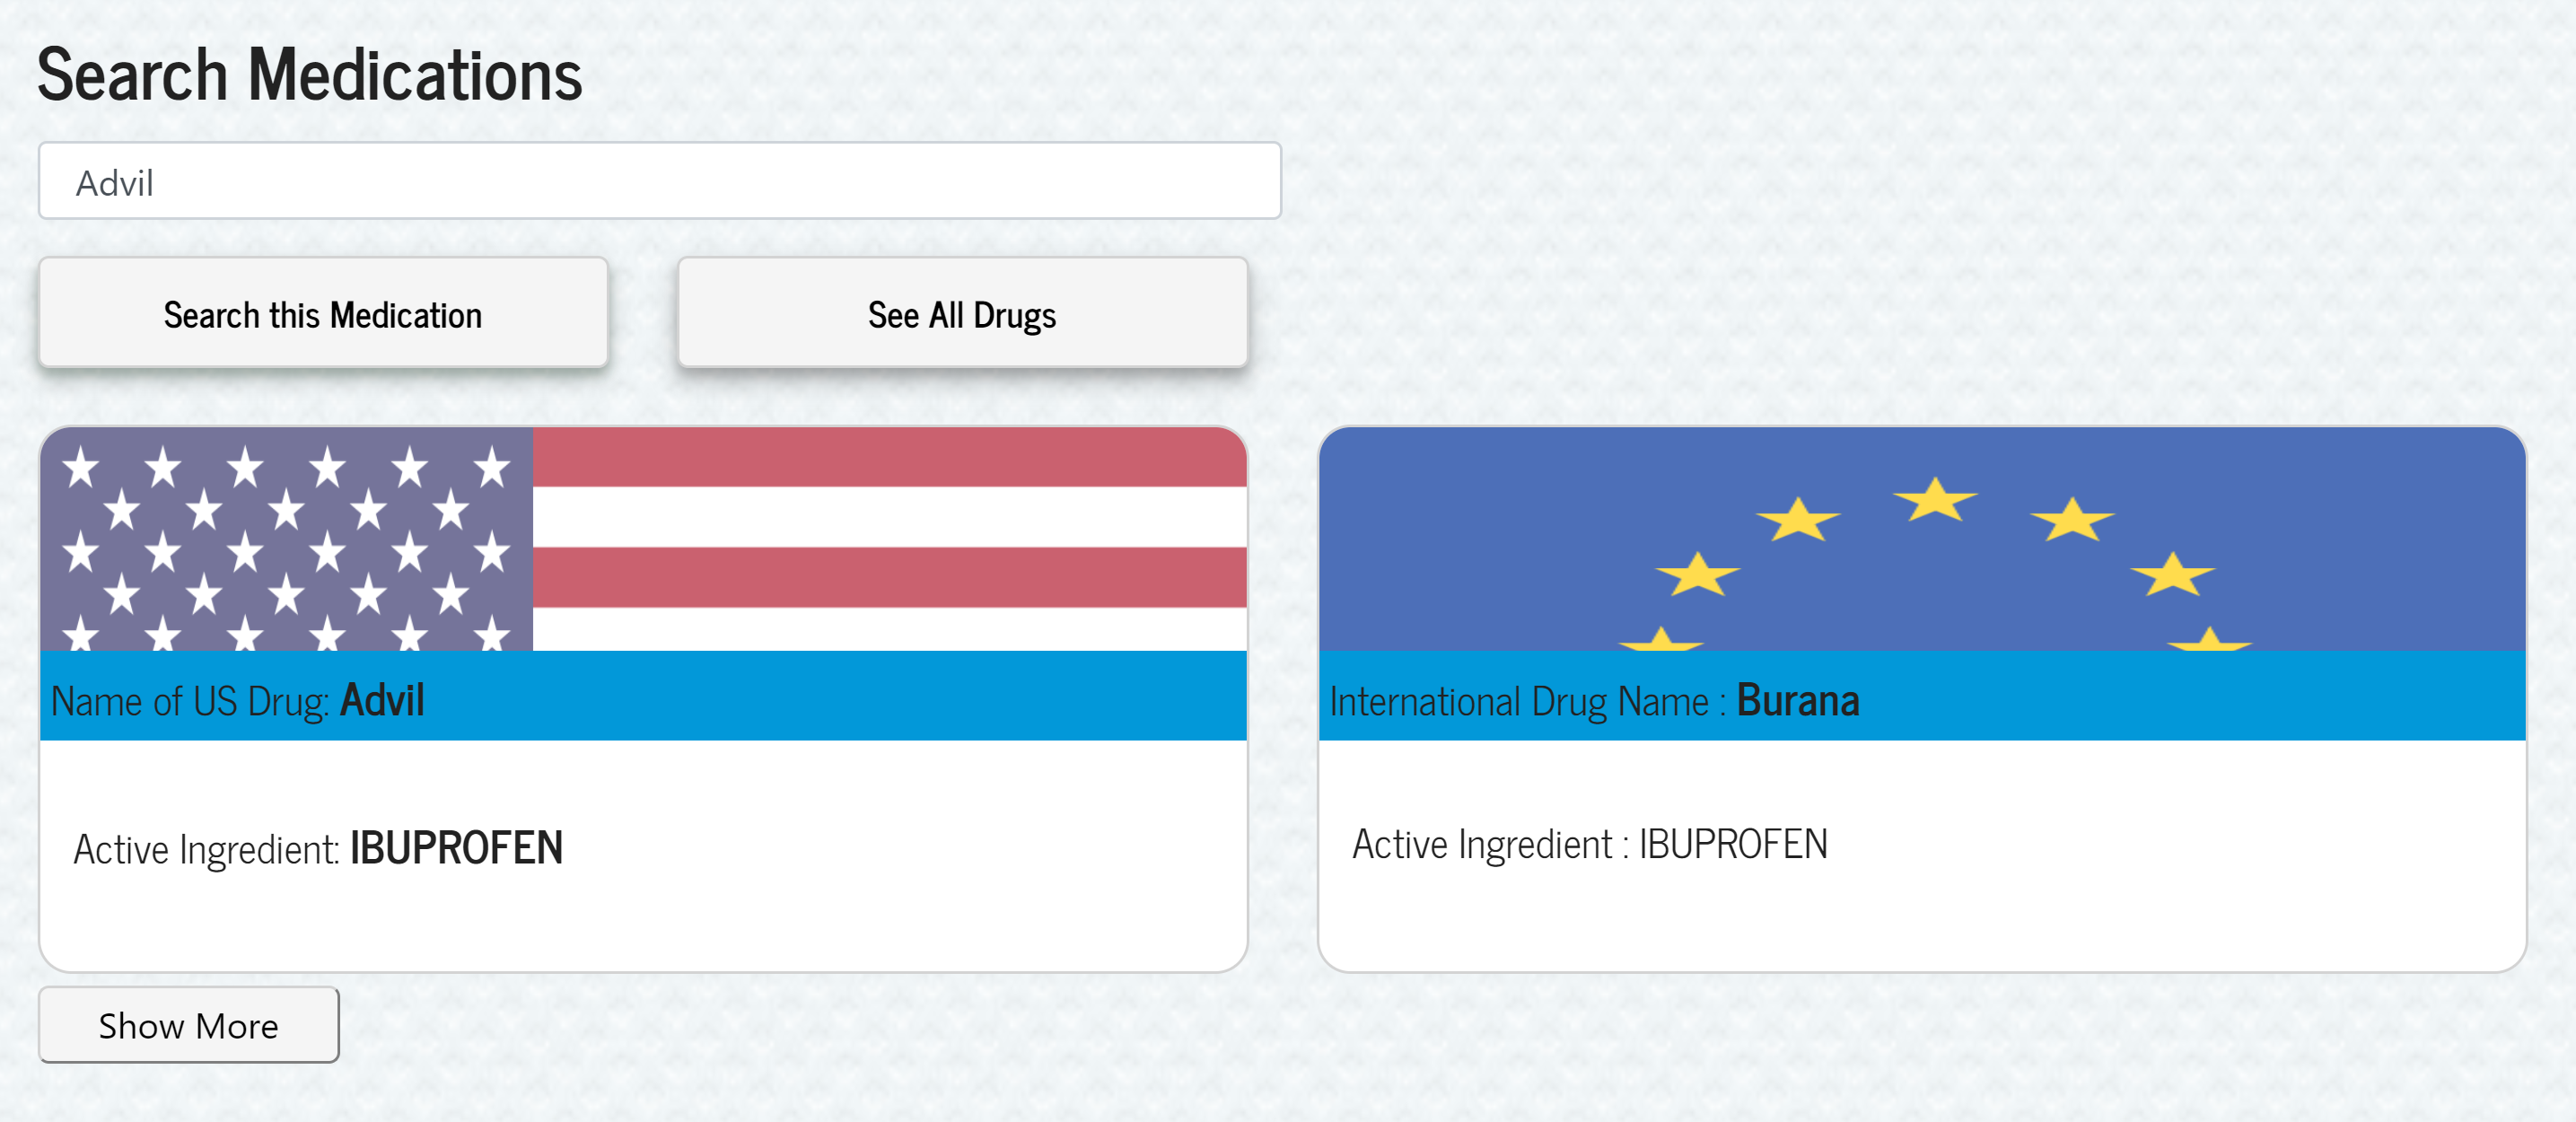 Search Medications
Advil
Search this Medication
See All Drugs
Name of US Drug: Advil
Active Ingredient: IBUPROFEN
International Drug Name : Burana
Active Ingredient : IBUPROFEN
Show More